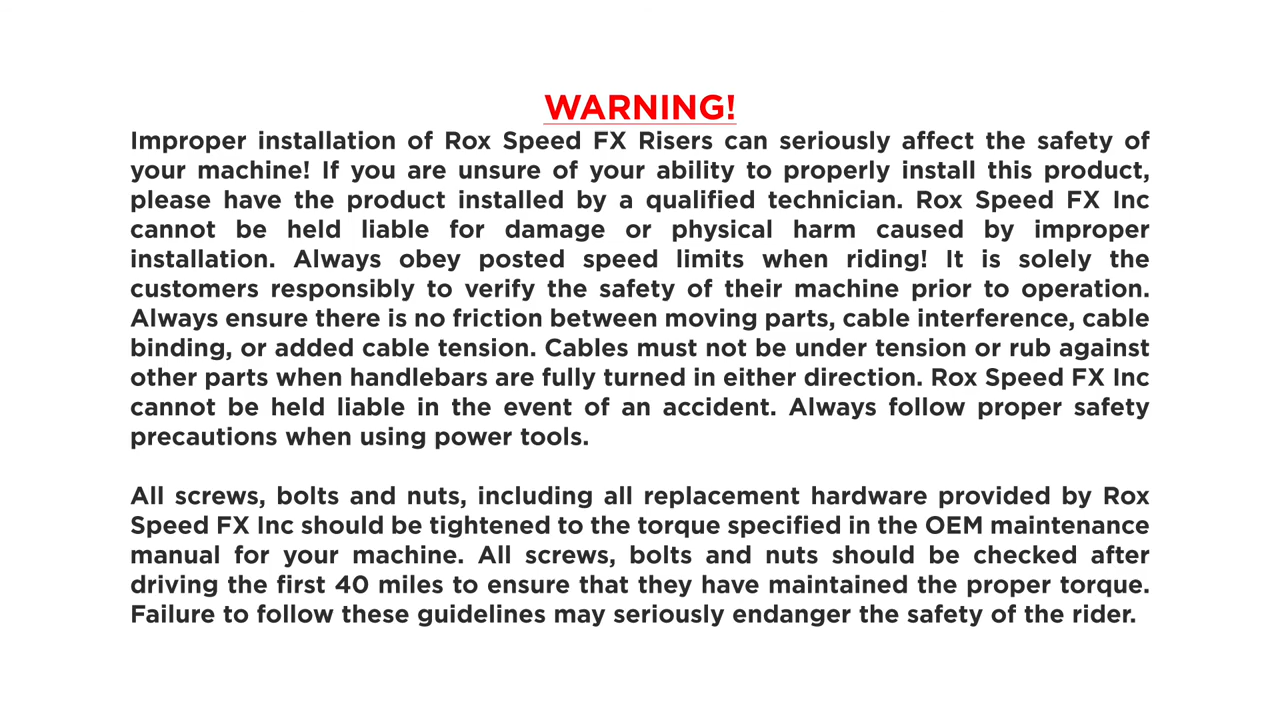 WARNING!
Improper installation of Rox Speed FX Risers can seriously affect the safety of
your machine! If you are unsure of your ability to properly install this product,
please have the product installed by a qualified technician. Rox Speed FX Inc
cannot be held liable for damage or physical harm caused by improper
installation. Always obey posted speed limits when riding! It is solely the
customers responsibly to verify the safety of their machine prior to operation.
Always ensure there is no friction between moving parts, cable interference, cable
binding, or added cable tension. Cables must not be under tension or rub against
other parts when handlebars are fully turned in either direction. Rox Speed FX Inc
cannot be held liable in the event of an accident. Always follow proper safety
precautions when using power tools.
All screws, bolts and nuts, including all replacement hardware provided by Rox
Speed FX Inc should be tightened to the torque specified in the OEM maintenance
manual for your machine. All screws, bolts and nuts should be checked after
driving the first 40 miles to ensure that they have maintained the proper torque.
Failure to follow these guidelines may seriously endanger the safety of the rider.